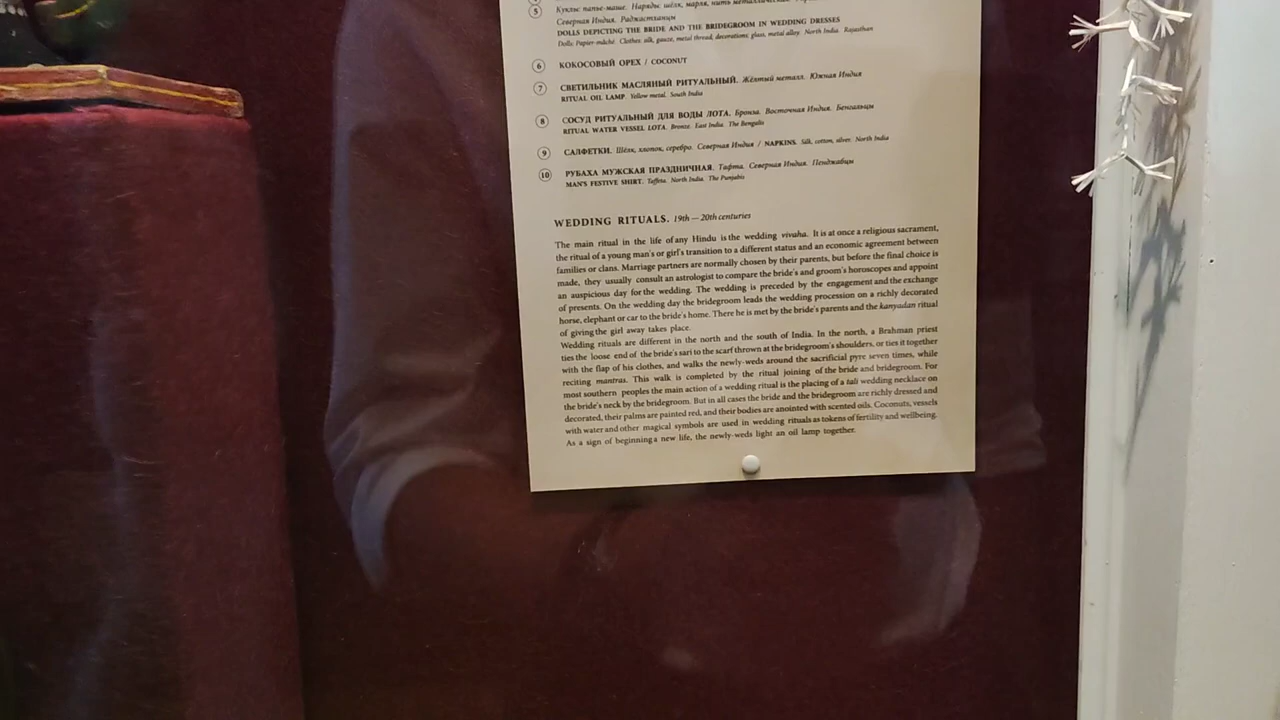 5 Куклы: папье-маше. Наряды: шёлк, марля, нить
Северная Индия. Раджастханцы
DOLLS DEPICTING THE BRIDE AND THE BRIDEGROOM IN WEDDING DRESSES
Dolls: Papier-mâché. Clothes: silk, gauze, metal thread, decorations; glass, metal alloy. North India. Rajasthan
6 КОКОСОВЫЙ ОРЕХ / COCONUT
7 СВЕТИЛЬНИК МАСЛЯНЫЙ РИТУАЛЬНЫЙ. Жёлтый металл. Южная Индия
RITUAL OIL LAMP. Yellow metal. South India
8 СОСУД РИТУАЛЬНЫЙ ДЛЯ ВОДЫ ЛОТА. Бронза. Восточная Индия. Бенгальцы
RITUAL WATER VESSEL LOTA. Bronze. East India. The Bengalis
9 САЛФЕТКИ. Шёлк, хлопок, серебро. Северная Индия / NAPKINS. Silk, cotton, silver. North India
10 РУБАХА МУЖСКАЯ ПРАЗДНИЧНАЯ. Тафта. Северная Индия. Пенджабцы
MAN'S FESTIVE SHIRT. Taffeta. North India. The Punjabis
WEDDING RITUALS. 19th — 20th centuries
The main ritual in the life of any Hindu is the wedding vivaha. It is at once a religious sacrament,
the ritual of a young man's or girl's transition to a different status and an economic agreement between
families or clans. Marriage partners are normally chosen by their parents, but before the final choice is
made, they usually consult an astrologist to compare the bride's and groom's horoscopes and appoint
an auspicious day for the wedding. The wedding is preceded by the engagement and the exchange
of presents. On the wedding day the bridegroom leads the wedding procession on a richly decorated
horse, elephant or car to the bride's home. There he is met by the bride's parents and the kanyadan ritual
of giving the girl away takes place.
Wedding rituals are different in the north and the south of India. In the north, a Brahman priest
ties the loose end of the bride's sari to the scarf thrown at the bridegroom's shoulders, or ties it together
with the flap of his clothes, and walks the newly-weds around the sacrificial pyre seven times, while
reciting mantras. This walk is completed by the ritual joining of the bride and bridegroom. For
most southern peoples the main action of a wedding ritual is the placing of a tali wedding necklace on
the bride's neck by the bridegroom. But in all cases the bride and the bridegroom are richly dressed and
decorated, their palms are painted red, and their bodies are anointed with scented oils. Coconuts, vessels
with water and other magical symbols are used in wedding rituals as tokens of fertility and wellbeing.
As a sign of beginning a new life, the newly-weds light an oil lamp together.